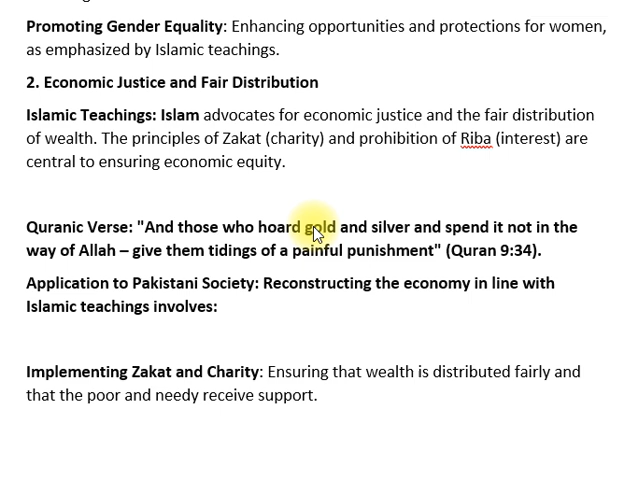 Promoting Gender Equality: Enhancing opportunities and protections for women,
as emphasized by Islamic teachings.
2. Economic Justice and Fair Distribution
Islamic Teachings: Islam advocates for economic justice and the fair distribution
of wealth. The principles of Zakat (charity) and prohibition of Riba (interest) are
central to ensuring economic equity.
Quranic Verse: "And those who hoard gold and silver and spend it not in the
way of Allah – give them tidings of a painful punishment" (Quran 9:34).
Application to Pakistani Society: Reconstructing the economy in line with
Islamic teachings involves:
Implementing Zakat and Charity: Ensuring that wealth is distributed fairly and
that the poor and needy receive support.